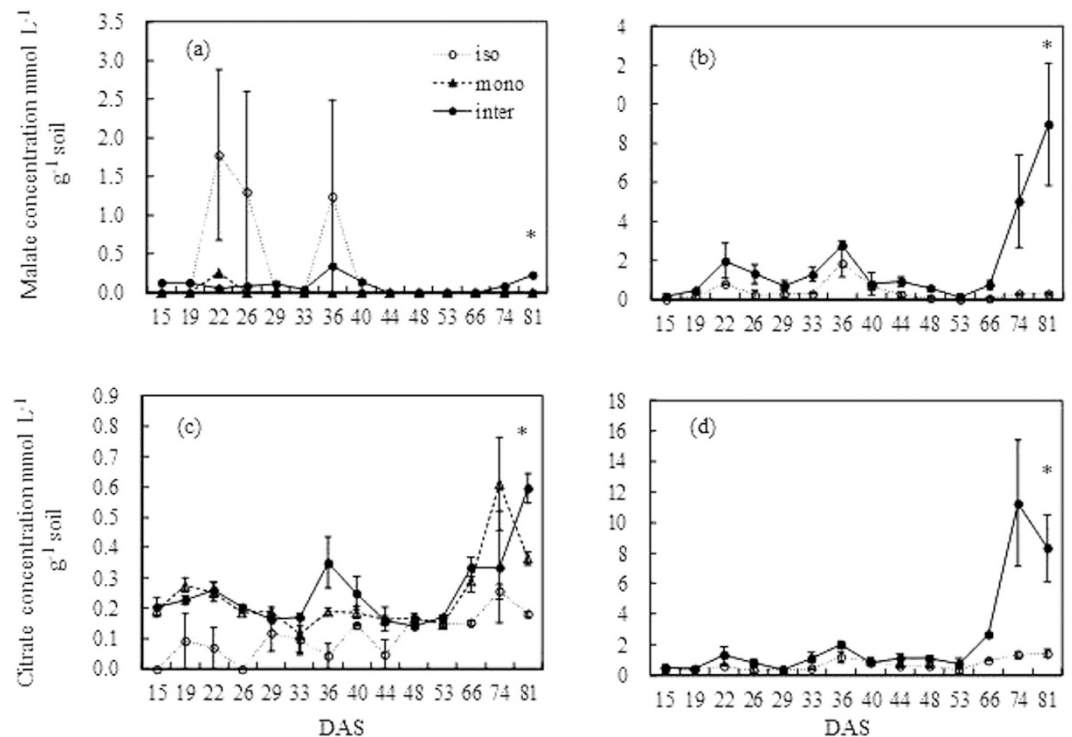 Malate concentration mmol L-1
g-1 soil
3.5
3.0
2.5
2.0
1.5
1.0
0.5
0.0
(a)
iso
mono
inter
*
15 19 22 26 29 33 36 40 44 48 53 66 74 81
4
2
0
8
6
4
2
0
(b)
*
15 19 22 26 29 33 36 40 44 48 53 66 74 81
Citrate concentration mmol L-1
g-1 soil
0.9
0.8
0.7
0.6
0.5
0.4
0.3
0.2
0.1
0.0
(c)
*
15 19 22 26 29 33 36 40 44 48 53 66 74 81
DAS
18
16
14
12
10
8
6
4
2
0
(d)
*
15 19 22 26 29 33 36 40 44 48 53 66 74 81
DAS